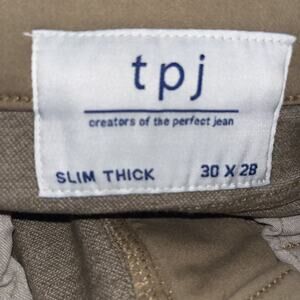 tpj
creators of the perfect jean
SLIM THICK 30 X 28